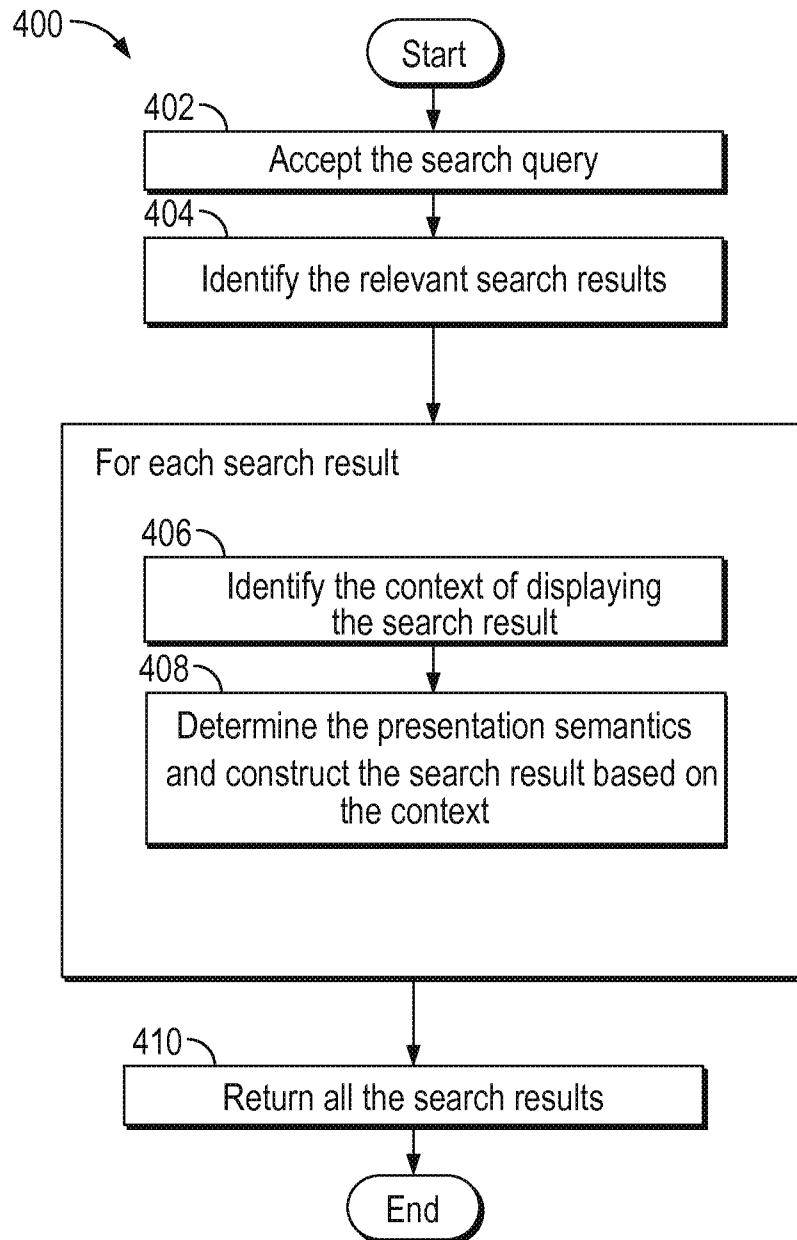 400
Start
402
Accept the search query
404
Identify the relevant search results
For each search result
406
Identify the context of displaying
the search result
408
Determine the presentation semantics
and construct the search result based on
the context
410
Return all the search results
End